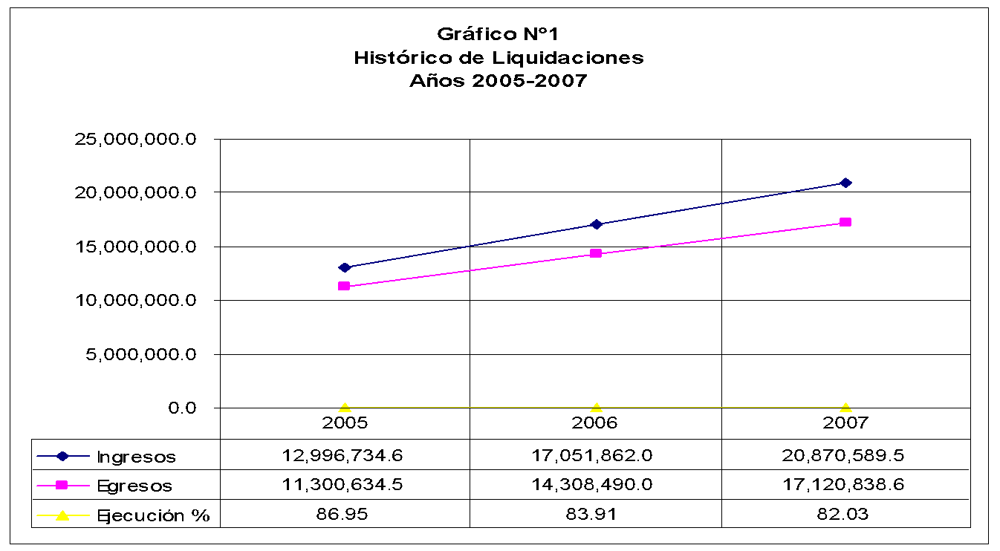 Gráfico Nº1
Histórico de Liquidaciones
Años 2005-2007
25,000,000.0
20,000,000.0
15,000,000.0
10,000,000.0
5,000,000.0
0.0
2005 2006 2007
Ingresos 12,996,734.6 17,051,862.0 20,870,589.5
Egresos 11,300,634.5 14,308,490.0 17,120,838.6
Ejecución % 86.95 83.91 82.03